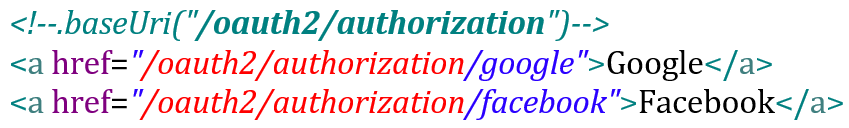 <!--.baseUri("/oauth2/authorization")-->
<a href="/oauth2/authorization/google">Google</a>
<a href="/oauth2/authorization/facebook">Facebook</a>